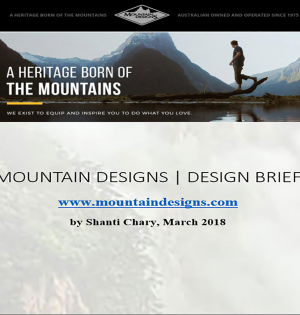 A HERITAGE BORN OF THE MOUNTAINS
MOUNTAIN DESIGNS
AUSTRALIAN OWNED AND OPERATED SINCE 1975
A HERITAGE BORN OF
THE MOUNTAINS
WE EXIST TO EQUIP AND INSPIRE YOU TO DO WHAT YOU LOVE.
MOUNTAIN DESIGNS | DESIGN BRIEF
www.mountaindesigns.com
by Shanti Chary, March 2018